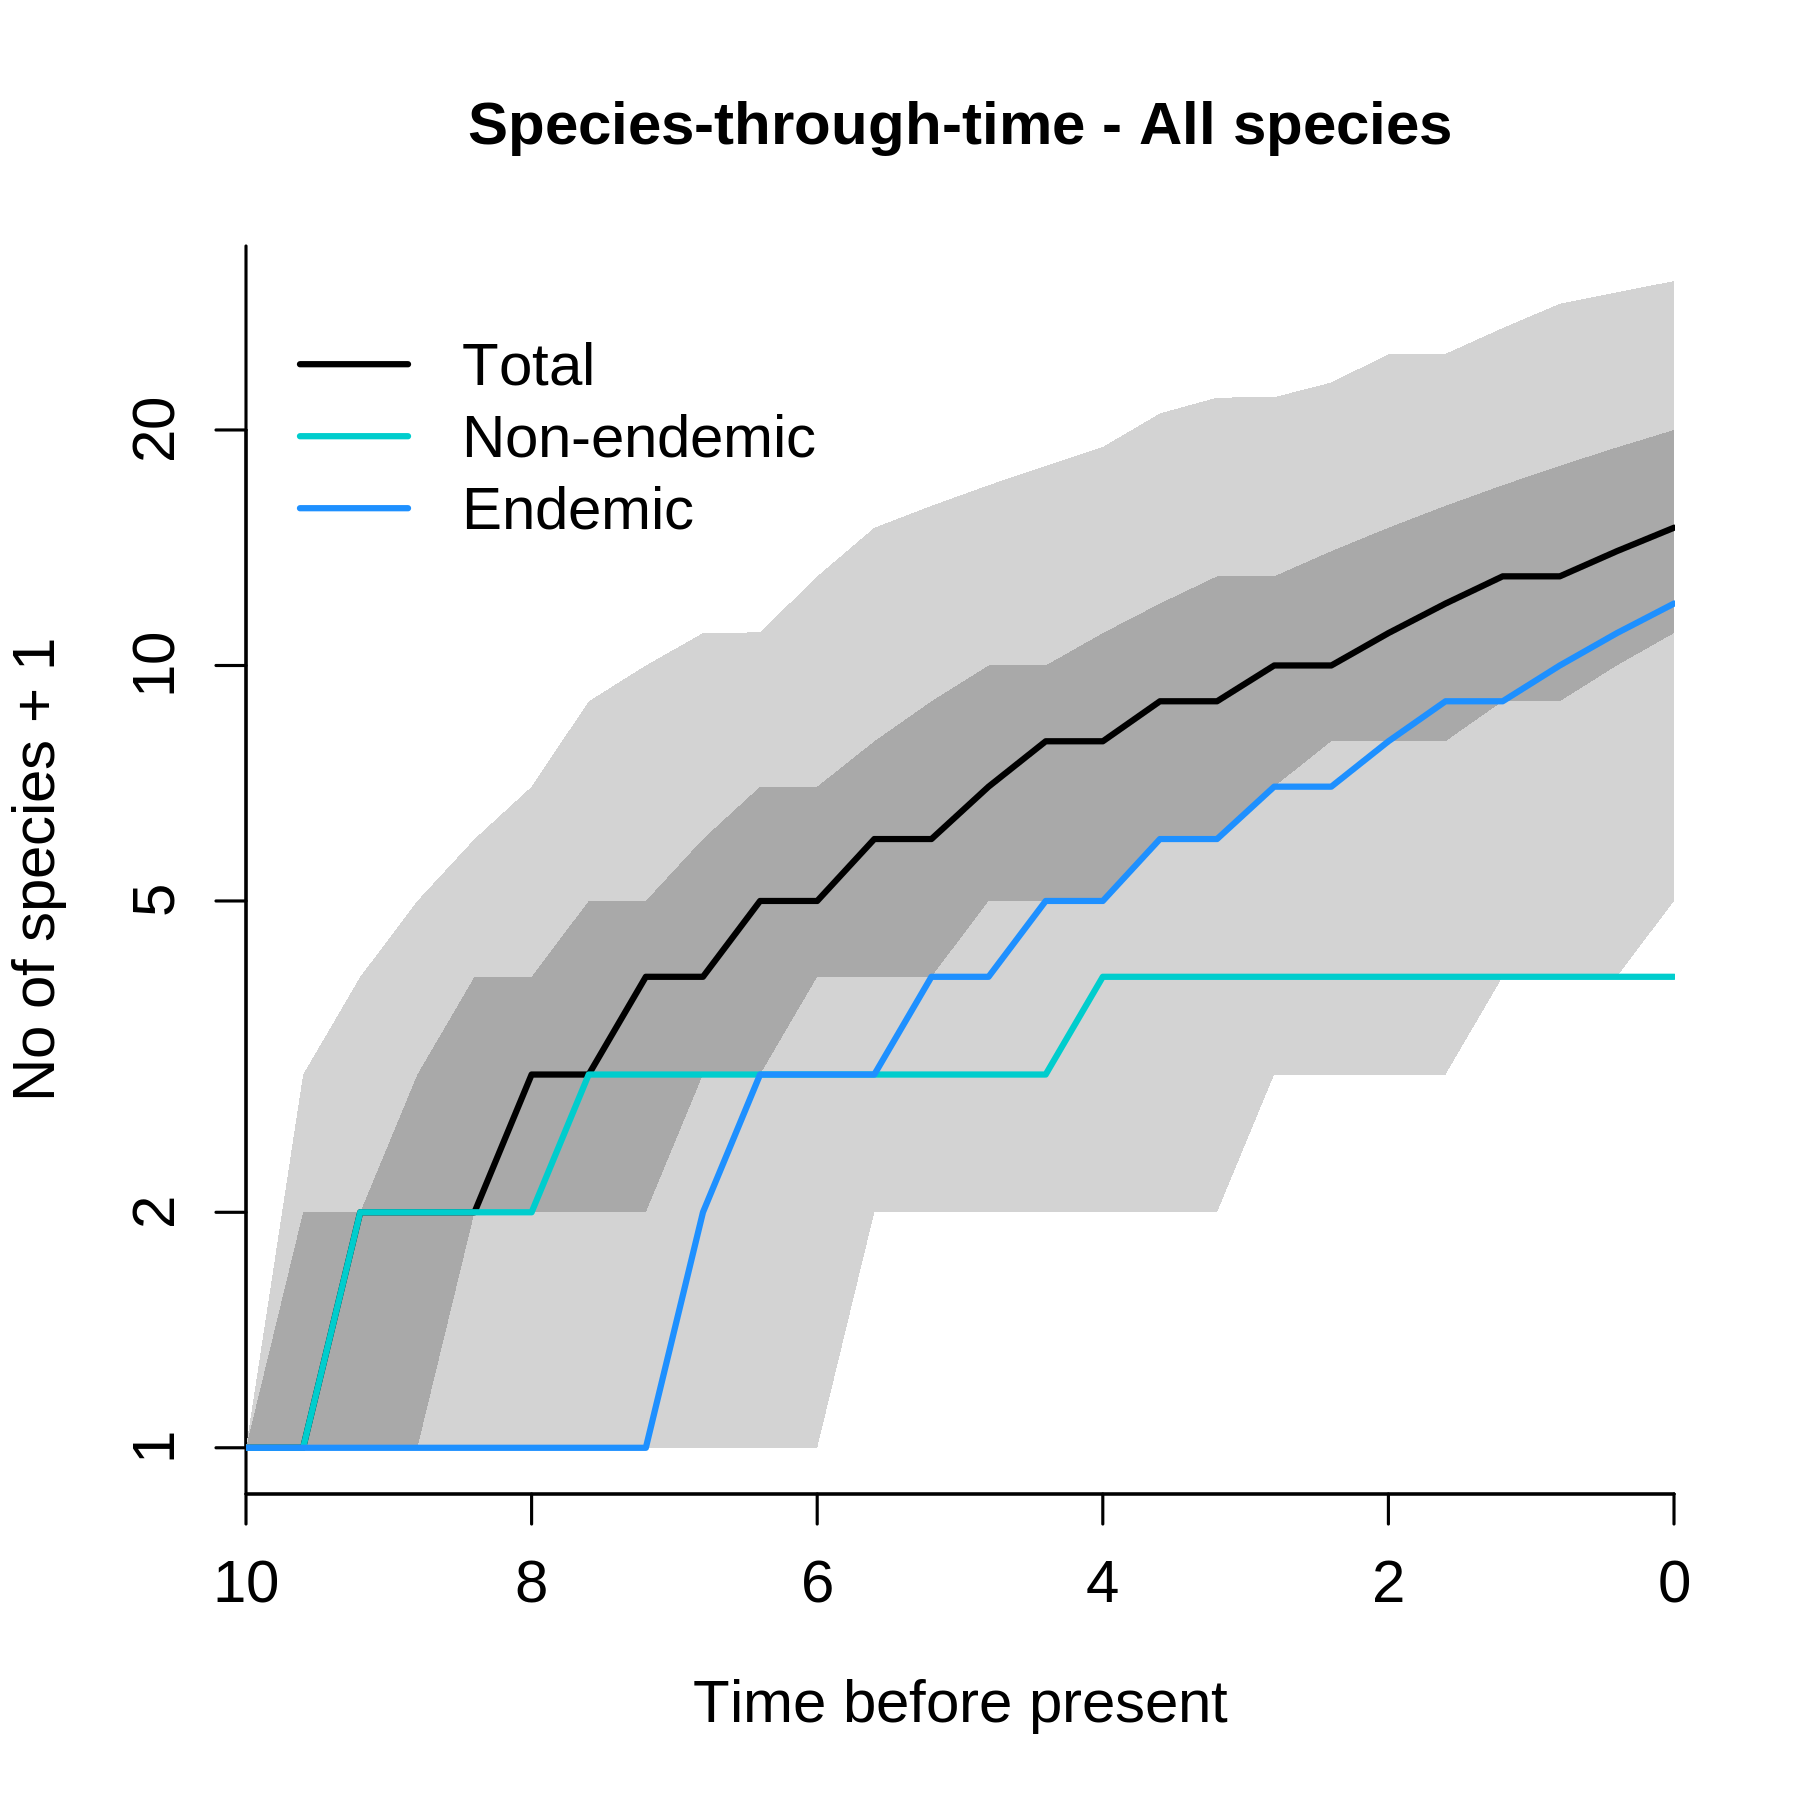 Species-through-time - All species
Total
Non-endemic
Endemic
No of species + 1
20
10
5
2
1
10 8 6 4 2 0
Time before present